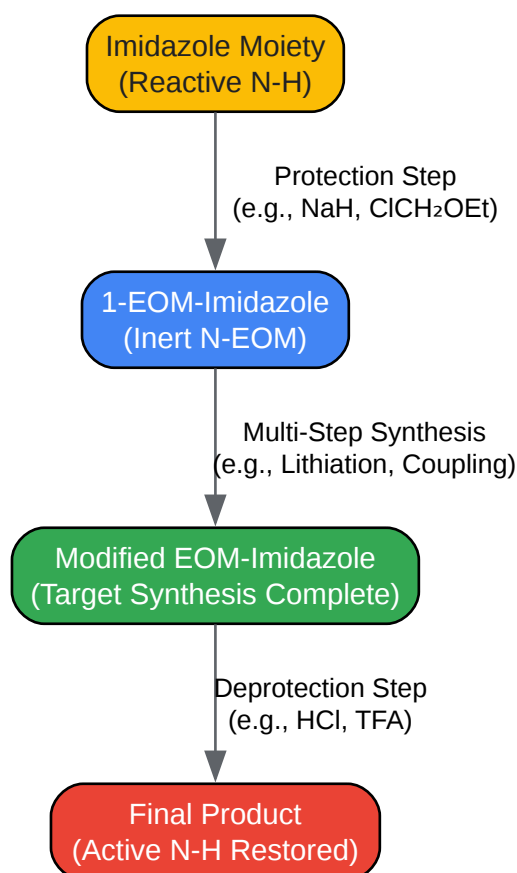 Imidazole Moiety
(Reactive N-H)
Protection Step
(e.g., NaH, ClCH₂OEt)
1-EOM-Imidazole
(Inert N-EOM)
Multi-Step Synthesis
(e.g., Lithiation, Coupling)
Modified EOM-Imidazole
(Target Synthesis Complete)
Deprotection Step
(e.g., HCl, TFA)
Final Product
(Active N-H Restored)